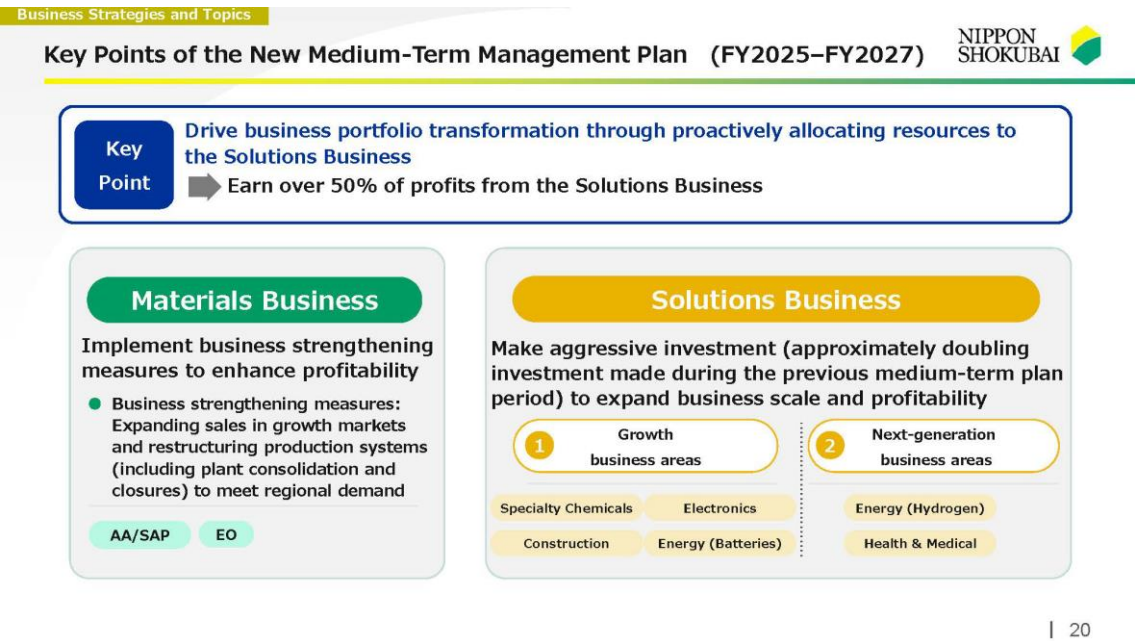 Business Strategies and Topics
Key Points of the New Medium-Term Management Plan (FY2025–FY2027)
NIPPON
SHOKUBAI
Key
Point
Drive business portfolio transformation through proactively allocating resources to
the Solutions Business
Earn over 50% of profits from the Solutions Business
Materials Business
Implement business strengthening
measures to enhance profitability
Business strengthening measures:
Expanding sales in growth markets
and restructuring production systems
(including plant consolidation and
closures) to meet regional demand
AA/SAP
EO
Solutions Business
Make aggressive investment (approximately doubling
investment made during the previous medium-term plan
period) to expand business scale and profitability
1
Growth
business areas
Specialty Chemicals
Electronics
Construction
Energy (Batteries)
2
Next-generation
business areas
Energy (Hydrogen)
Health & Medical
20